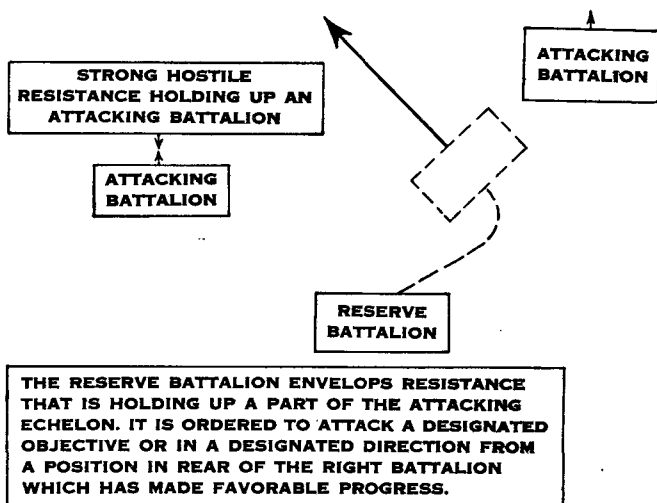 ATTACKING
BATTALION
STRONG HOSTILE
RESISTANCE HOLDING UP AN
ATTACKING BATTALION
ATTACKING
BATTALION
RESERVE
BATTALION
THE RESERVE BATTALION ENVELOPS RESISTANCE
THAT IS HOLDING UP A PART OF THE ATTACKING
ECHELON. IT IS ORDERED TO ATTACK A DESIGNATED
OBJECTIVE OR IN A DESIGNATED DIRECTION FROM
A POSITION IN REAR OF THE RIGHT BATTALION
WHICH HAS MADE FAVORABLE PROGRESS.